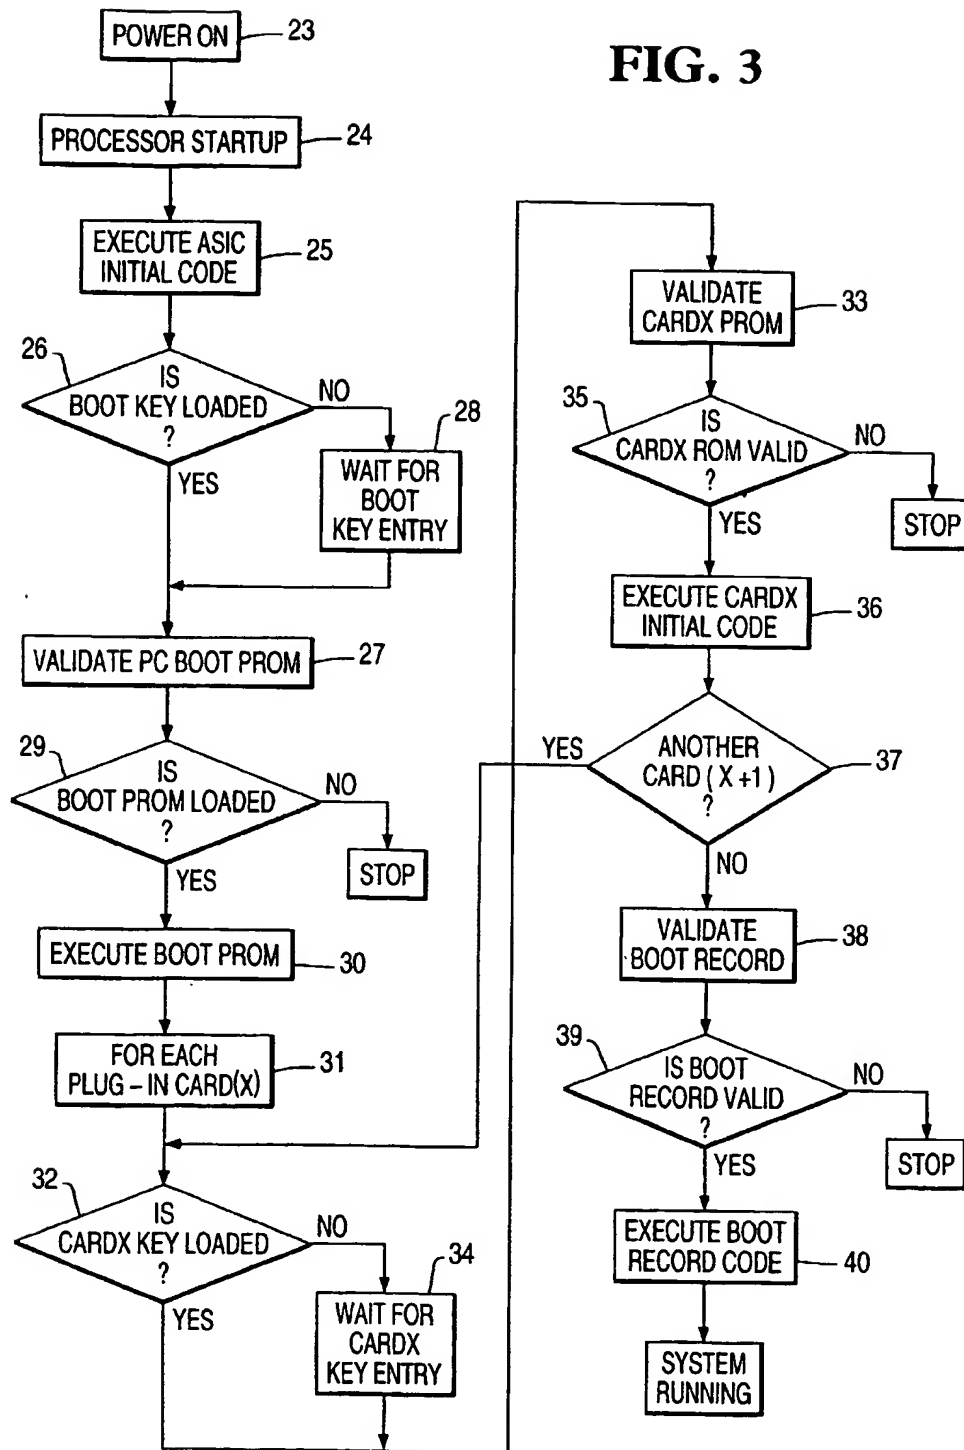 FIG. 3
POWER ON
23
PROCESSOR STARTUP
24
EXECUTE ASIC
INITIAL CODE
25
26
IS
BOOT KEY LOADED
?
NO
YES
28
WAIT FOR
BOOT
KEY ENTRY
VALIDATE PC BOOT PROM
27
29
IS
BOOT PROM LOADED
?
NO
YES
STOP
EXECUTE BOOT PROM
30
FOR EACH
PLUG-IN CARD(X)
31
32
IS
CARDX KEY LOADED
?
NO
YES
34
WAIT FOR
CARDX
KEY ENTRY
VALIDATE
CARDX PROM
33
35
IS
CARDX ROM VALID
?
NO
YES
STOP
EXECUTE CARDX
INITIAL CODE
36
YES
ANOTHER
CARD (X+1)
?
37
NO
VALIDATE
BOOT RECORD
38
39
IS BOOT
RECORD VALID
?
NO
YES
STOP
EXECUTE BOOT
RECORD CODE
40
SYSTEM
RUNNING